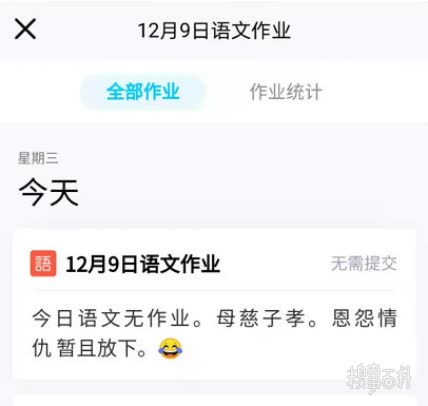 12月9日语文作业
全部作业 作业统计
星期三
今天
語 12月9日语文作业 无需提交
今日语文无作业。母慈子孝。恩怨情
仇暂且放下。😂
搜事百科